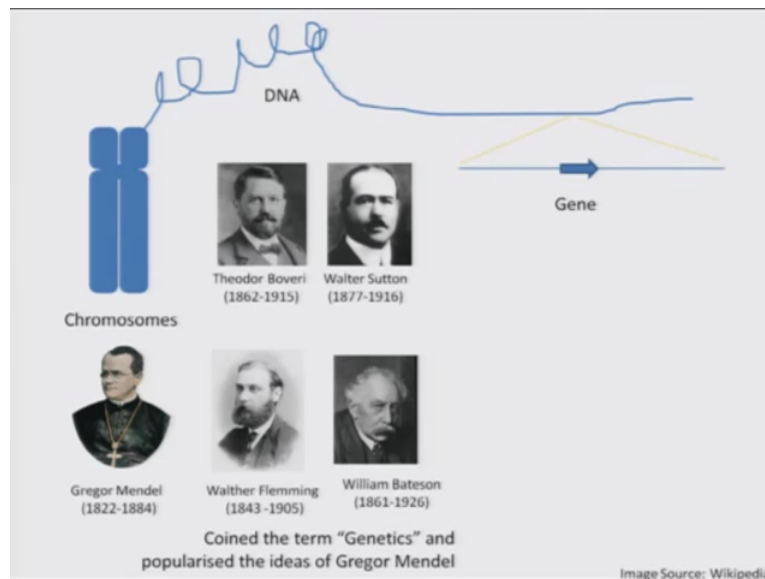 DNA
Gene
Theodor Boveri
(1862-1915)
Walter Sutton
(1877-1916)
Chromosomes
Gregor Mendel
(1822-1884)
Walther Flemming
(1843 -1905)
William Bateson
(1861-1926)
Coined the term “Genetics” and
popularised the ideas of Gregor Mendel
Image Source: Wikipedia